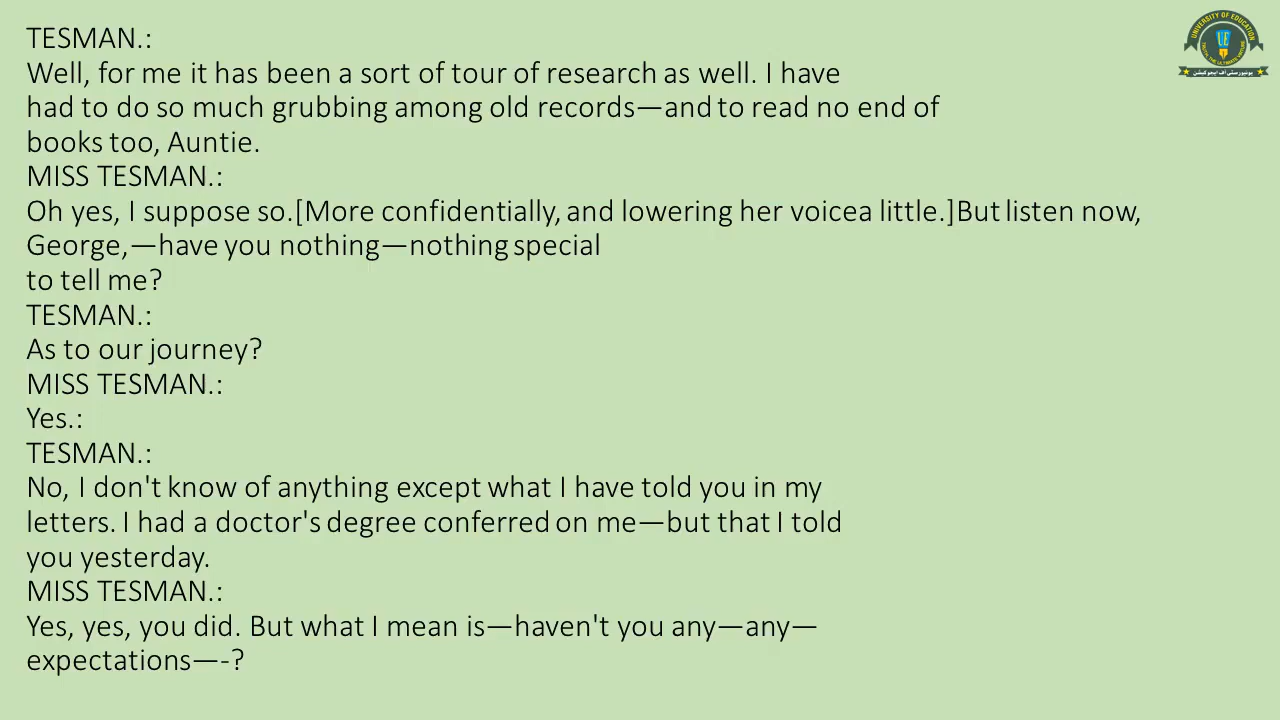 TESMAN.:
Well, for me it has been a sort of tour of research as well. I have
had to do so much grubbing among old records—and to read no end of
books too, Auntie.
MISS TESMAN.:
Oh yes, I suppose so.[More confidentially, and lowering her voicea little.]But listen now,
George,—have you nothing—nothing special
to tell me?
TESMAN.:
As to our journey?
MISS TESMAN.:
Yes.:
TESMAN.:
No, I don't know of anything except what I have told you in my
letters. I had a doctor's degree conferred on me—but that I told
you yesterday.
MISS TESMAN.:
Yes, yes, you did. But what I mean is—haven't you any—any—
expectations—-?
UNIVERSITY OF EDUCATION
UE
یونیورسٹی آف ایجوکیشن